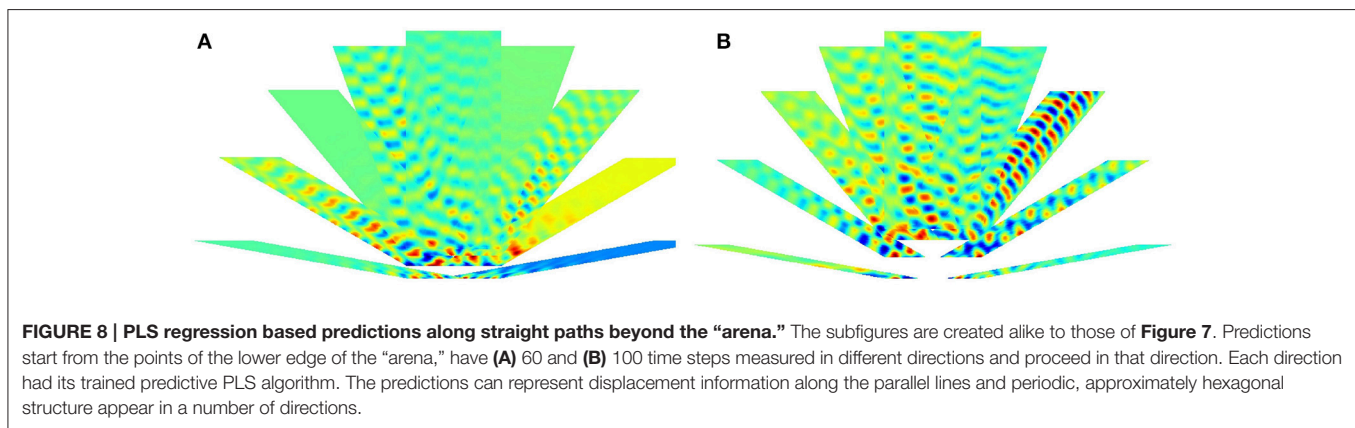 A
B
FIGURE 8 | PLS regression based predictions along straight paths beyond the “arena.” The subfigures are created alike to those of Figure 7. Predictions
start from the points of the lower edge of the “arena,” have (A) 60 and (B) 100 time steps measured in different directions and proceed in that direction. Each direction
had its trained predictive PLS algorithm. The predictions can represent displacement information along the parallel lines and periodic, approximately hexagonal
structure appear in a number of directions.